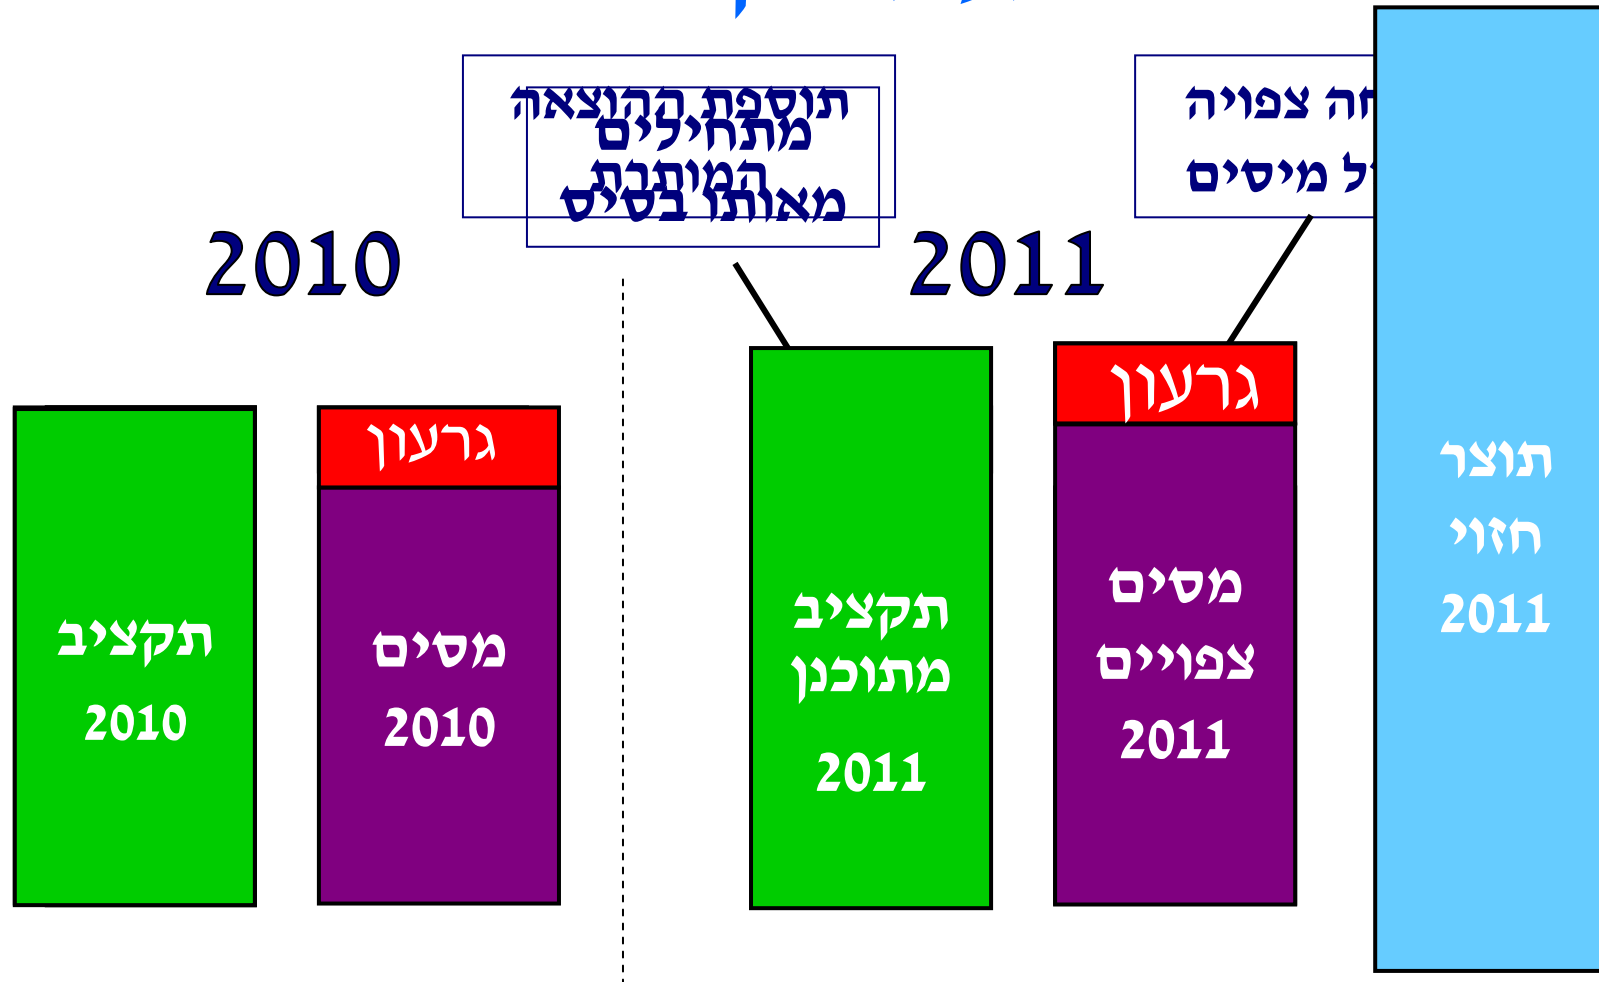 תוספת ההוצאה
המותרת
מתחילים
מאותו בסיס
צפויה
מיסים
2010
2011
גרעון
תקציב
2010
מסים
2010
תקציב
מתוכנן
2011
גרעון
מסים
צפויים
2011
תוצר
חזוי
2011